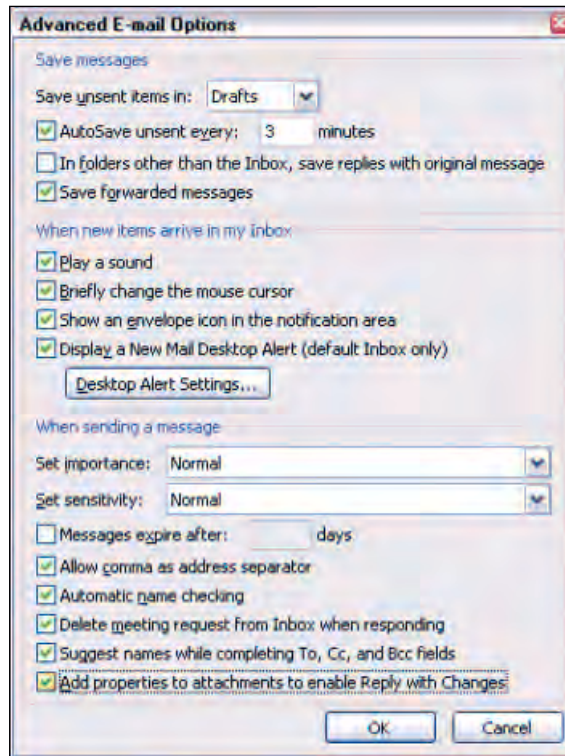 Advanced E-mail Options
Save messages
Save unsent items in: Drafts
AutoSave unsent every: 3 minutes
In folders other than the Inbox, save replies with original message
Save forwarded messages
When new items arrive in my Inbox
Play a sound
Briefly change the mouse cursor
Show an envelope icon in the notification area
Display a New Mail Desktop Alert (default Inbox only)
Desktop Alert Settings...
When sending a message
Set importance: Normal
Set sensitivity: Normal
Messages expire after: days
Allow comma as address separator
Automatic name checking
Delete meeting request from Inbox when responding
Suggest names while completing To, Cc, and Bcc fields
Add properties to attachments to enable Reply with Changes
OK Cancel